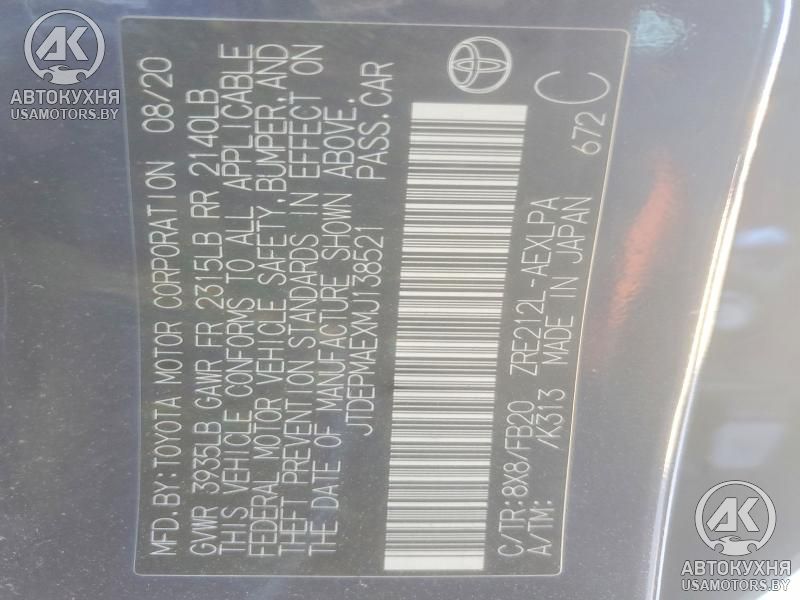 MFD. BY: TOYOTA MOTOR CORPORATION 08/20
GVWR 3935LB GAWR FR 2315LB RR 2140LB
THIS VEHICLE CONFORMS TO ALL APPLICABLE
FEDERAL MOTOR VEHICLE SAFETY, BUMPER, AND
THEFT PREVENTION STANDARDS IN EFFECT ON
THE DATE OF MANUFACTURE SHOWN ABOVE.
JTDEPMAEXMJ138521 PASS. CAR
C/TR: 8X8/FB20 ZRE212L-AEXLPA 672 C
A/TM: /K313 MADE IN JAPAN
АК
АВТОКУХНЯ
USAMOTORS.BY
АК
АВТОКУХНЯ
USAMOTORS.BY